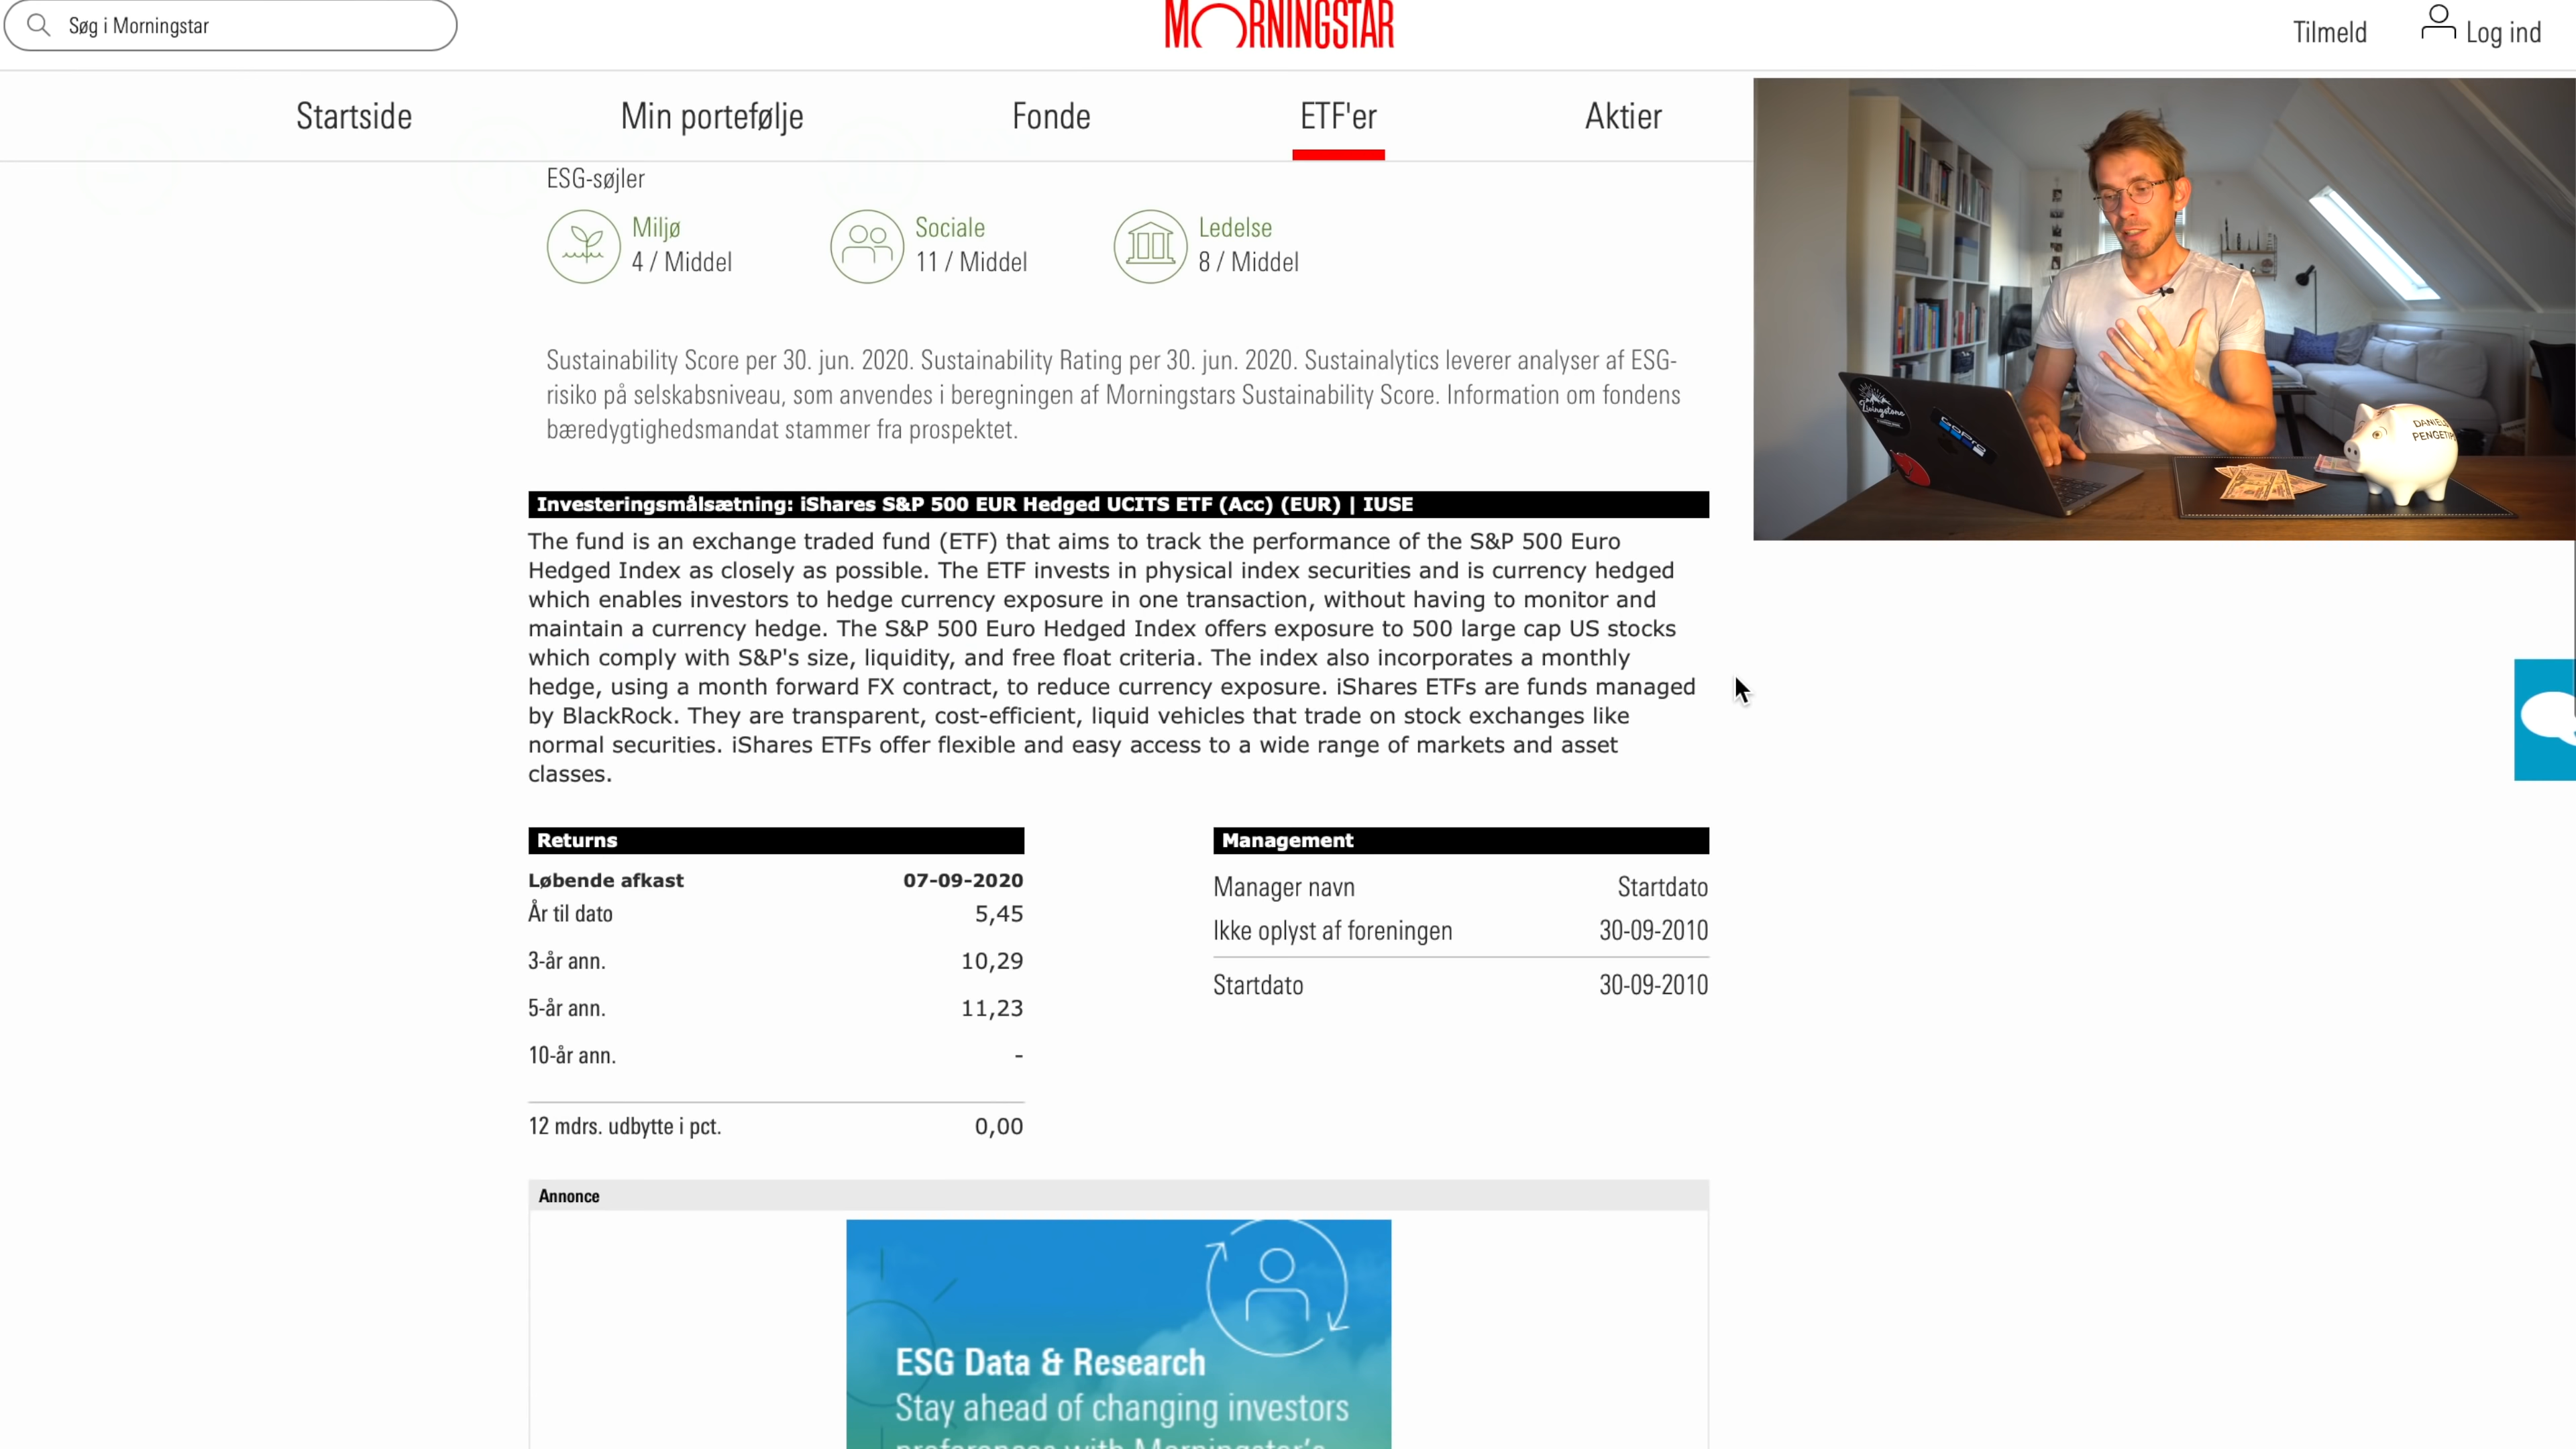 Søg i Morningstar
MORNINGSTAR
Tilmeld
Log ind
Startside
Min portefølje
Fonde
ETF'er
Aktier
ESG-søjler
Miljø
4 / Middel
Sociale
11 / Middel
Ledelse
8 / Middel
Sustainability Score per 30. jun. 2020. Sustainability Rating per 30. jun. 2020. Sustainalytics leverer analyser af ESG-
risiko på selskabsniveau, som anvendes i beregningen af Morningstars Sustainability Score. Information om fondens
bæredygtighedsmandat stammer fra prospektet.
Livingstone
GoPro
DANIELS
PENGETIPS
Investeringsmålsætning: iShares S&P 500 EUR Hedged UCITS ETF (Acc) (EUR) | IUSE
The fund is an exchange traded fund (ETF) that aims to track the performance of the S&P 500 Euro
Hedged Index as closely as possible. The ETF invests in physical index securities and is currency hedged
which enables investors to hedge currency exposure in one transaction, without having to monitor and
maintain a currency hedge. The S&P 500 Euro Hedged Index offers exposure to 500 large cap US stocks
which comply with S&P's size, liquidity, and free float criteria. The index also incorporates a monthly
hedge, using a month forward FX contract, to reduce currency exposure. iShares ETFs are funds managed
by BlackRock. They are transparent, cost-efficient, liquid vehicles that trade on stock exchanges like
normal securities. iShares ETFs offer flexible and easy access to a wide range of markets and asset
classes.
Returns
Løbende afkast 07-09-2020
År til dato 5,45
3-år ann. 10,29
5-år ann. 11,23
10-år ann. -
12 mdrs. udbytte i pct. 0,00
Management
Manager navn Startdato
Ikke oplyst af foreningen 30-09-2010
Startdato 30-09-2010
Annonce
ESG Data & Research
Stay ahead of changing investors
preferences with Morningstar's